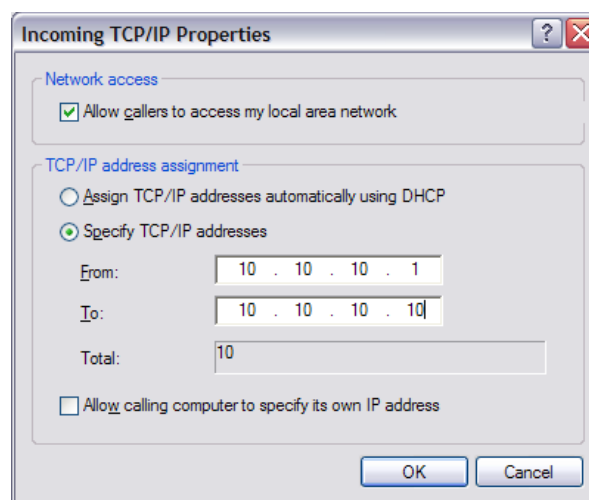 Incoming TCP/IP Properties
Network access
Allow callers to access my local area network
TCP/IP address assignment
Assign TCP/IP addresses automatically using DHCP
Specify TCP/IP addresses
From: 10 . 10 . 10 . 1
To: 10 . 10 . 10 . 10
Total: 10
Allow calling computer to specify its own IP address
OK Cancel